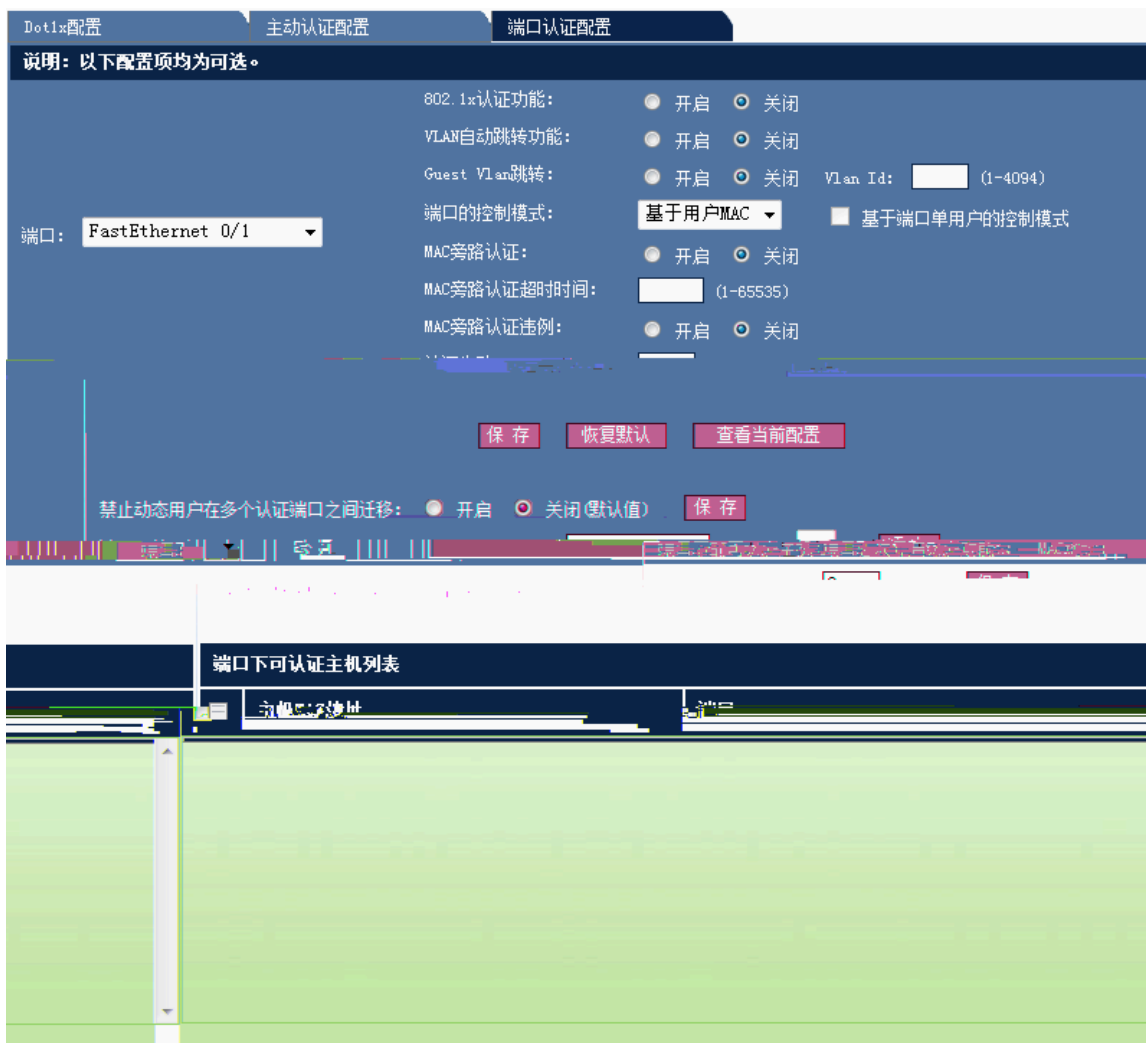 Dot1x配置 主动认证配置 端口认证配置
说明：以下配置项均为可选。
802.1x认证功能： 开启 关闭
VLAN自动跳转功能： 开启 关闭
Guest Vlan跳转： 开启 关闭 Vlan Id: (1-4094)
端口的控制模式： 基于用户MAC 基于端口单用户的控制模式
端口： FastEthernet 0/1
MAC旁路认证： 开启 关闭
MAC旁路认证超时时间： (1-65535)
MAC旁路认证违例： 开启 关闭
保 存 恢复默认 查看当前配置
禁止动态用户在多个认证端口之间迁移： 开启 关闭(默认值) 保 存
端口下可认证主机列表